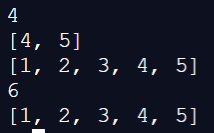 4
[4, 5]
[1, 2, 3, 4, 5]
6
[1, 2, 3, 4, 5]